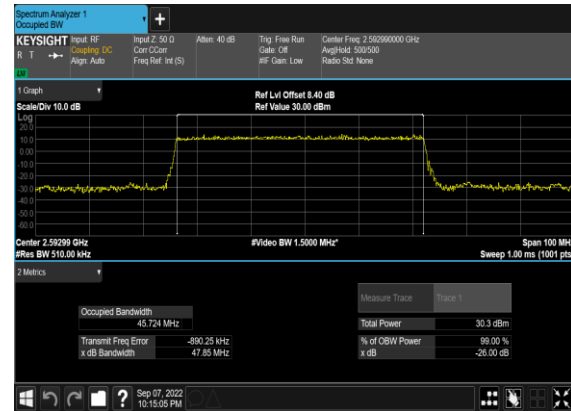 Spectrum Analyzer 1
Occupied BW
KEYSIGHT
R T
LNI
Input: RF
Coupling: DC
Align: Auto
Input Z: 50 Ω
Corr CCorr
Freq Ref: Int (S)
Atten: 40 dB
Trig: Free Run
Gate: Off
#IF Gain: Low
Center Freq: 2.592990000 GHz
Avg|Hold: 500/500
Radio Std: None
1 Graph
Scale/Div 10.0 dB
Ref Lvl Offset 8.40 dB
Ref Value 30.00 dBm
Log
20.0
10.0
0.00
-10.0
-20.0
-30.0
-40.0
-50.0
-60.0
Center 2.59299 GHz
#Res BW 510.00 kHz
#Video BW 1.5000 MHz*
Span 100 MH
Sweep 1.00 ms (1001 pts
2 Metrics
Measure Trace Trace 1
Occupied Bandwidth
45.724 MHz
Total Power 30.3 dBm
Transmit Freq Error -890.25 kHz
% of OBW Power 99.00 %
x dB Bandwidth 47.85 MHz
x dB -26.00 dB
?
Sep 07, 2022
10:15:05 PM